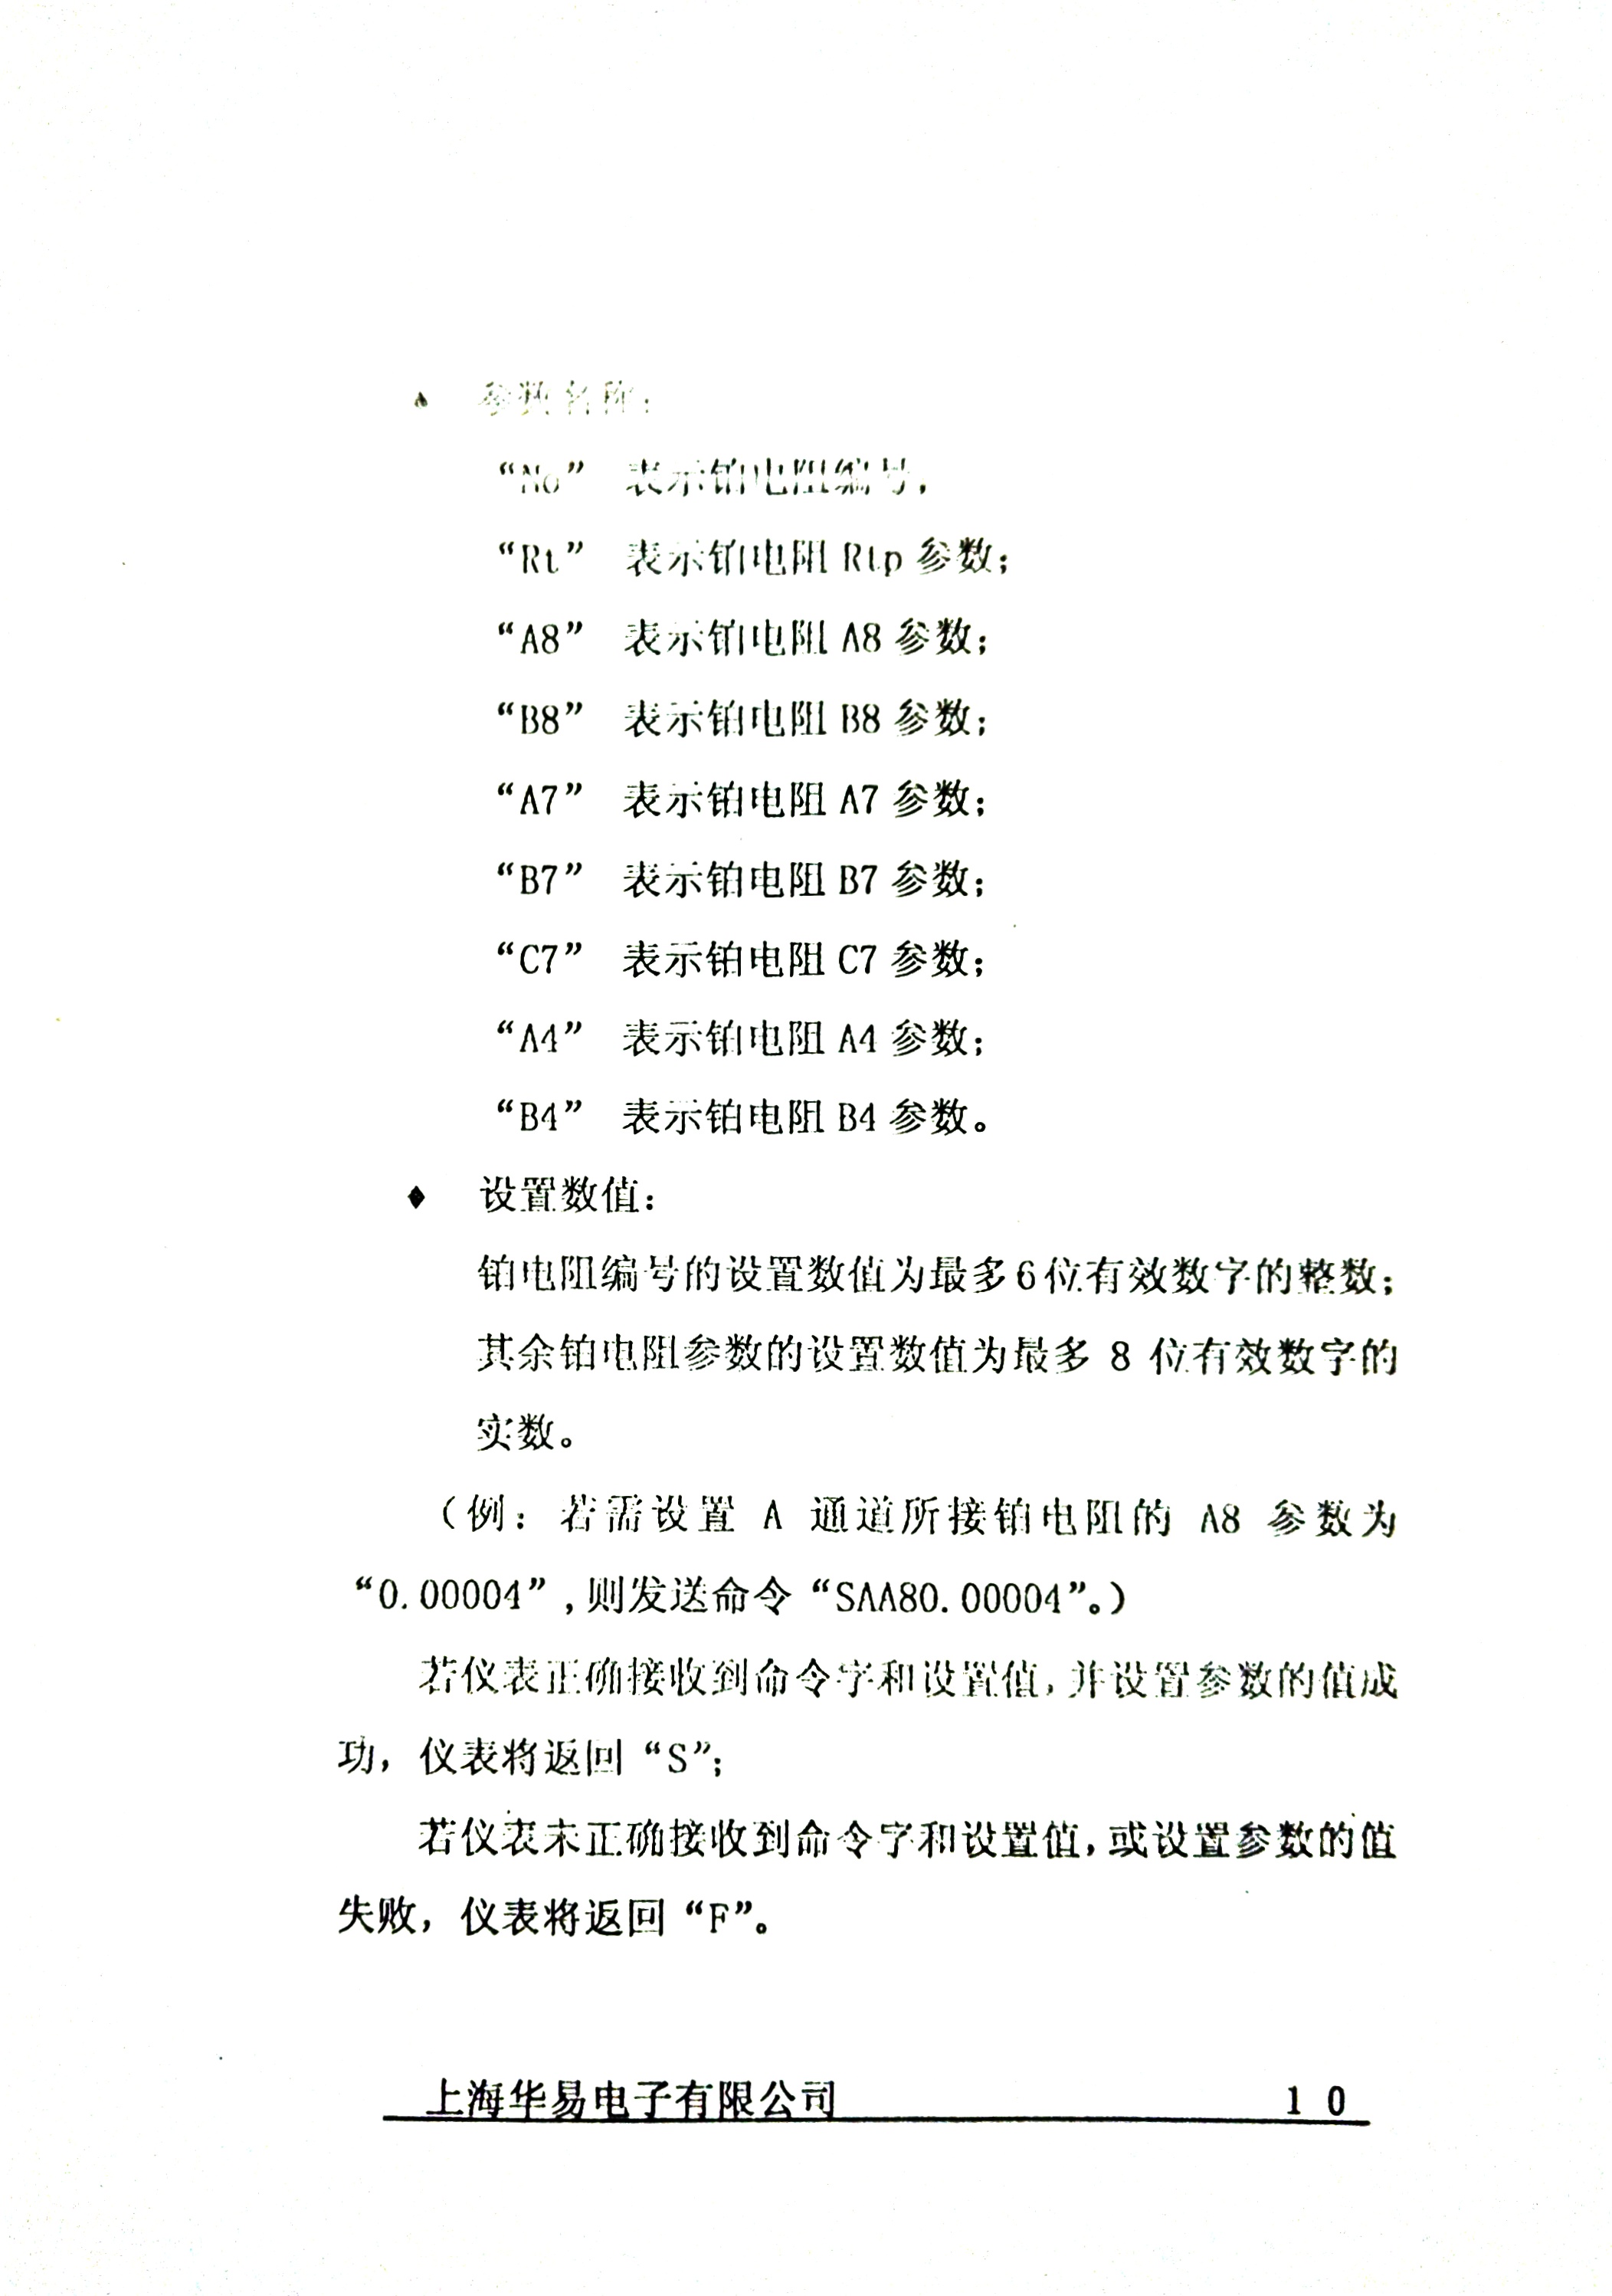 ♦ 参数名称：
“No” 表示铂电阻编号；
“Rt” 表示铂电阻 Rtp 参数；
“A8” 表示铂电阻 A8 参数；
“B8” 表示铂电阻 B8 参数；
“A7” 表示铂电阻 A7 参数；
“B7” 表示铂电阻 B7 参数；
“C7” 表示铂电阻 C7 参数；
“A4” 表示铂电阻 A4 参数；
“B4” 表示铂电阻 B4 参数。
♦ 设置数值：
铂电阻编号的设置数值为最多6位有效数字的整数；
其余铂电阻参数的设置数值为最多 8 位有效数字的
实数。
（例：若需设置 A 通道所接铂电阻的 A8 参数为
“0.00004”,则发送命令“SAA80.00004”。）
若仪表正确接收到命令字和设置值，并设置参数的值成
功，仪表将返回“S”；
若仪表未正确接收到命令字和设置值，或设置参数的值
失败，仪表将返回“F”。
上海华易电子有限公司 10